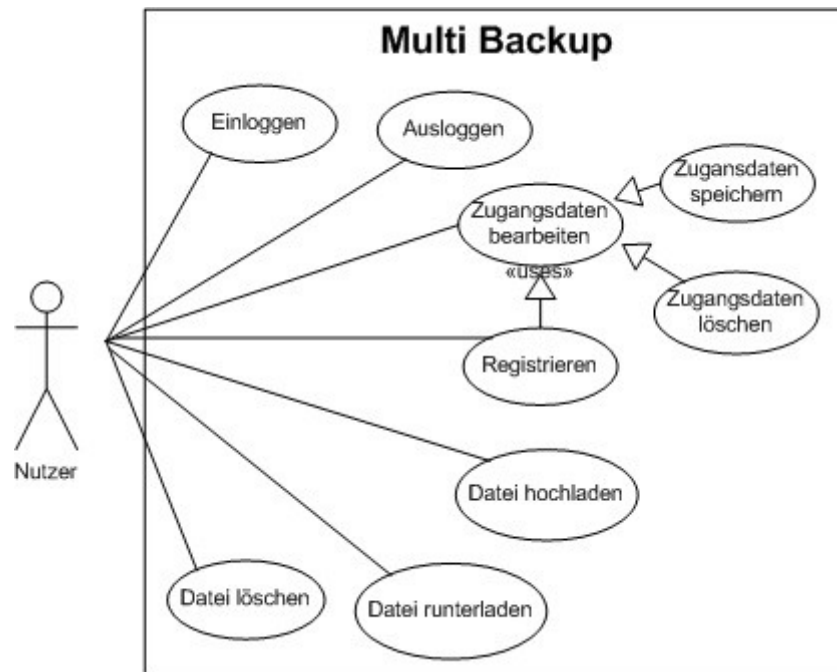 Multi Backup
Einloggen
Ausloggen
Zugansdaten
speichern
Zugangsdaten
bearbeiten
«uses»
Zugangsdaten
löschen
Registrieren
Nutzer
Datei hochladen
Datei löschen
Datei runterladen